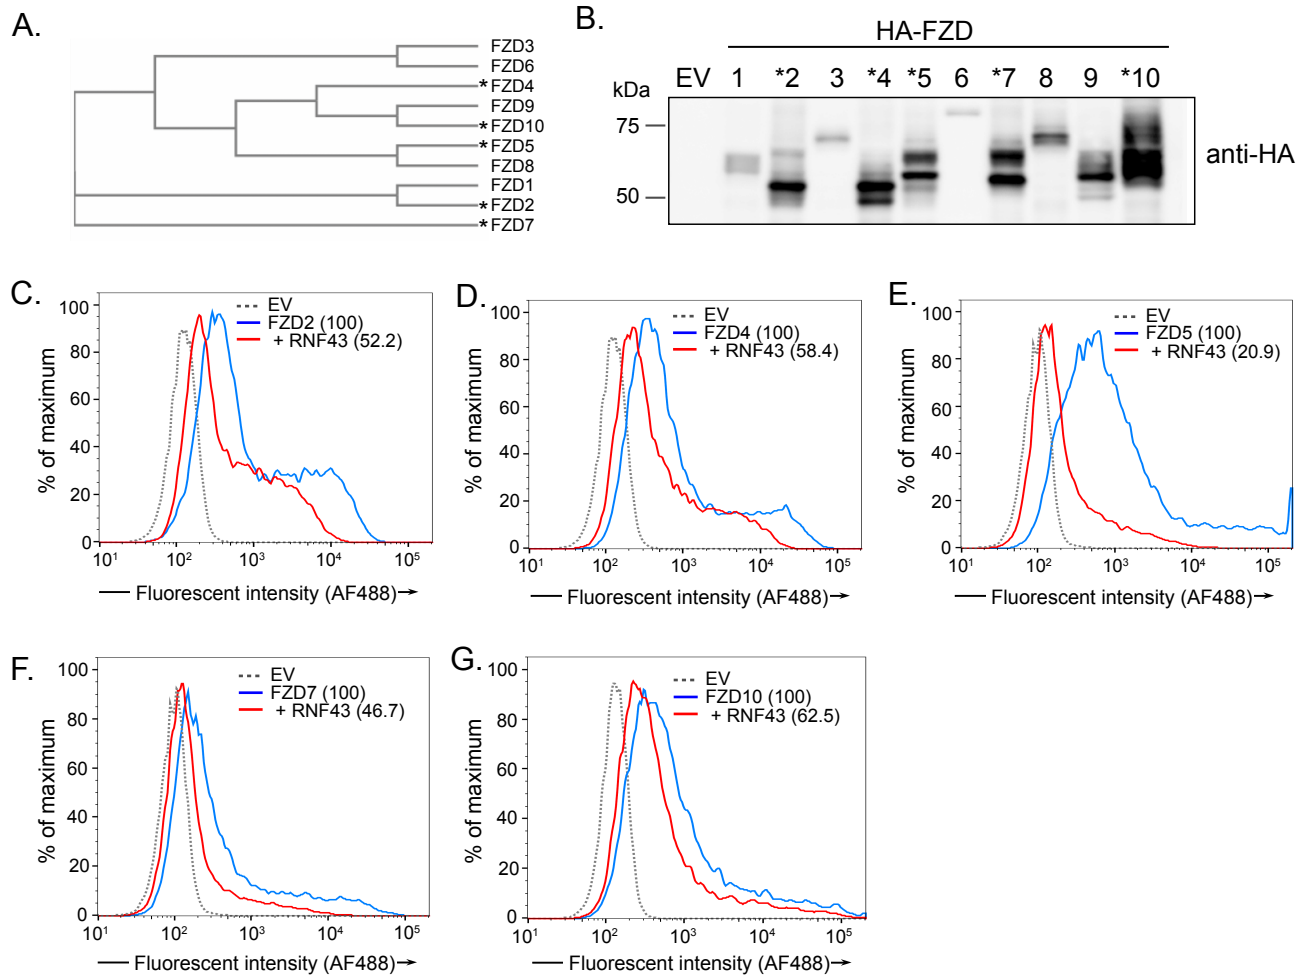 A.
FZD3
FZD6
*FZD4
FZD9
*FZD10
*FZD5
FZD8
FZD1
*FZD2
*FZD7
B.
HA-FZD
EV 1 *2 3 *4 *5 6 *7 8 9 *10
kDa
75
50
anti-HA
C.
EV
FZD2 (100)
+ RNF43 (52.2)
% of maximum
100
80
60
40
20
0
10¹ 10² 10³ 10⁴ 10⁵
Fluorescent intensity (AF488)
D.
EV
FZD4 (100)
+ RNF43 (58.4)
% of maximum
100
80
60
40
20
0
10¹ 10² 10³ 10⁴ 10⁵
Fluorescent intensity (AF488)
E.
EV
FZD5 (100)
+ RNF43 (20.9)
% of maximum
100
80
60
40
20
0
10¹ 10² 10³ 10⁴ 10⁵
Fluorescent intensity (AF488)
F.
EV
FZD7 (100)
+ RNF43 (46.7)
% of maximum
100
80
60
40
20
0
10¹ 10² 10³ 10⁴ 10⁵
Fluorescent intensity (AF488)
G.
EV
FZD10 (100)
+ RNF43 (62.5)
% of maximum
100
80
60
40
20
0
10¹ 10² 10³ 10⁴ 10⁵
Fluorescent intensity (AF488)